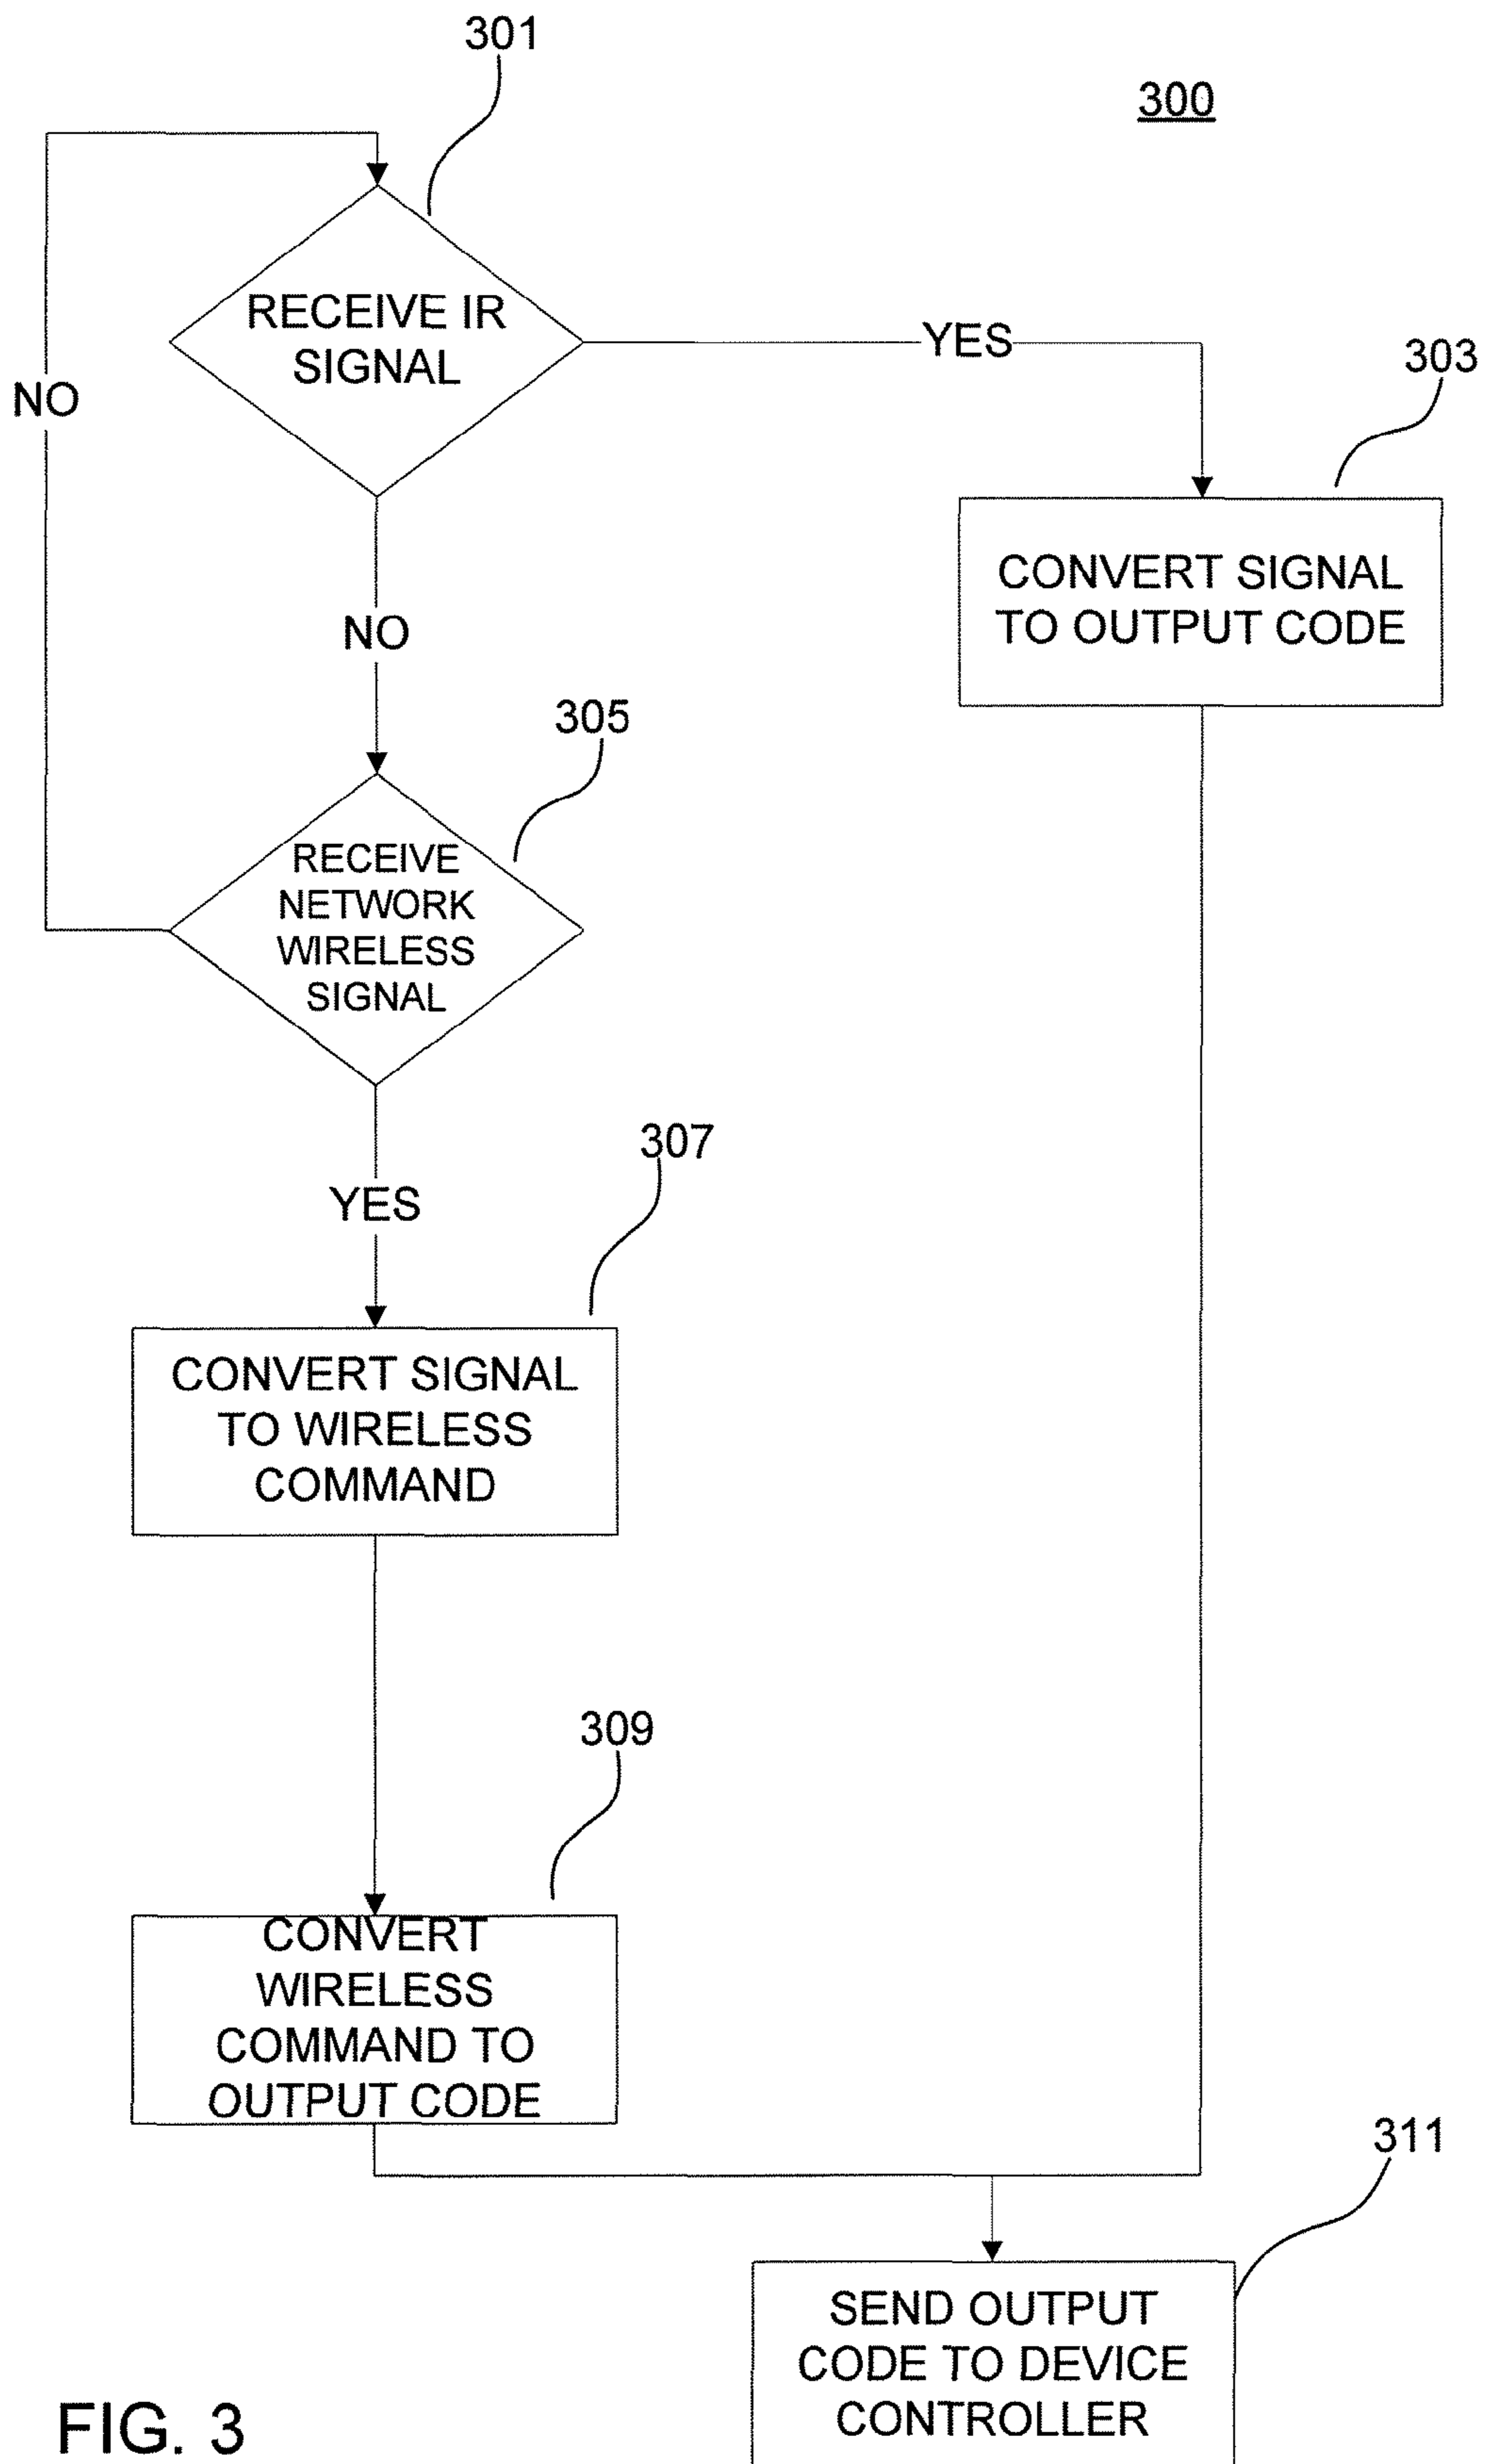 301
300
RECEIVE IR
SIGNAL
YES
303
NO
CONVERT SIGNAL
TO OUTPUT CODE
NO
305
RECEIVE
NETWORK
WIRELESS
SIGNAL
307
YES
CONVERT SIGNAL
TO WIRELESS
COMMAND
309
CONVERT
WIRELESS
COMMAND TO
OUTPUT CODE
311
SEND OUTPUT
CODE TO DEVICE
CONTROLLER
FIG. 3